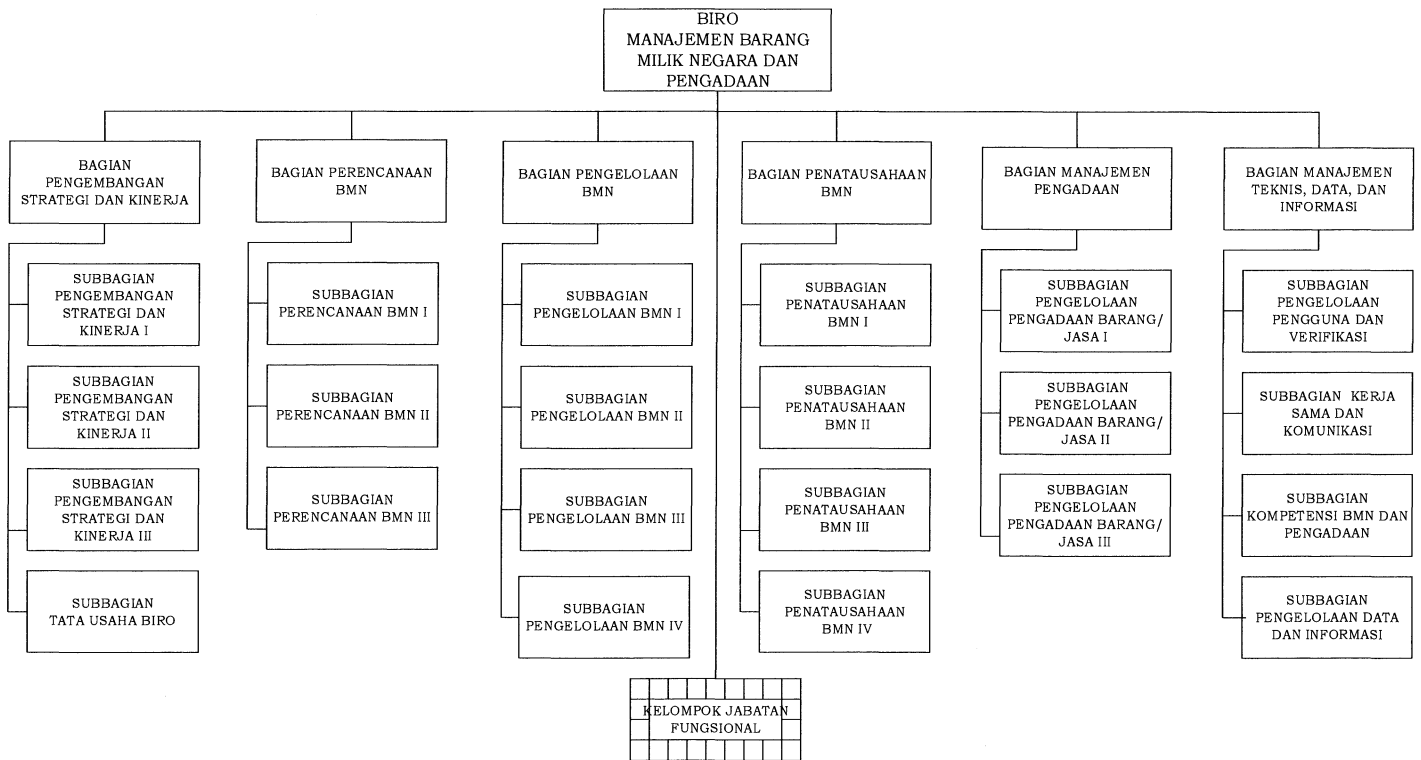 BIRO
MANAJEMEN BARANG
MILIK NEGARA DAN
PENGADAAN
BAGIAN
PENGEMBANGAN
STRATEGI DAN KINERJA
SUBBAGIAN
PENGEMBANGAN
STRATEGI DAN
KINERJA I
SUBBAGIAN
PENGEMBANGAN
STRATEGI DAN
KINERJA II
SUBBAGIAN
PENGEMBANGAN
STRATEGI DAN
KINERJA III
SUBBAGIAN
TATA USAHA BIRO
BAGIAN PERENCANAAN
BMN
SUBBAGIAN
PERENCANAAN BMN I
SUBBAGIAN
PERENCANAAN BMN II
SUBBAGIAN
PERENCANAAN BMN III
BAGIAN PENGELOLAAN
BMN
SUBBAGIAN
PENGELOLAAN BMN I
SUBBAGIAN
PENGELOLAAN BMN II
SUBBAGIAN
PENGELOLAAN BMN III
SUBBAGIAN
PENGELOLAAN BMN IV
BAGIAN PENATAUSAHAAN
BMN
SUBBAGIAN
PENATAUSAHAAN
BMN I
SUBBAGIAN
PENATAUSAHAAN
BMN II
SUBBAGIAN
PENATAUSAHAAN
BMN III
SUBBAGIAN
PENATAUSAHAAN
BMN IV
BAGIAN MANAJEMEN
PENGADAAN
SUBBAGIAN
PENGELOLAAN
PENGADAAN BARANG/
JASA I
SUBBAGIAN
PENGELOLAAN
PENGADAAN BARANG/
JASA II
SUBBAGIAN
PENGELOLAAN
PENGADAAN BARANG/
JASA III
BAGIAN MANAJEMEN
TEKNIS, DATA, DAN
INFORMASI
SUBBAGIAN
PENGELOLAAN
PENGGUNA DAN
VERIFIKASI
SUBBAGIAN KERJA
SAMA DAN
KOMUNIKASI
SUBBAGIAN
KOMPETENSI BMN DAN
PENGADAAN
SUBBAGIAN
PENGELOLAAN DATA
DAN INFORMASI
KELOMPOK JABATAN
FUNGSIONAL